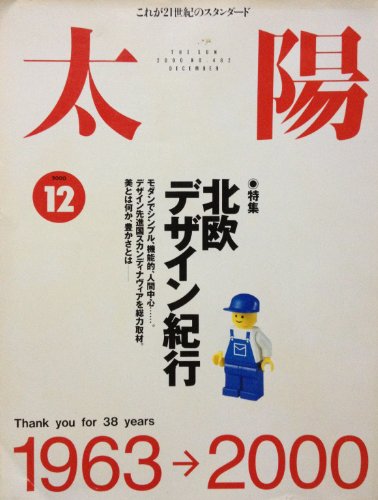 これが21世紀のスタンダード
太陽
THE SUN
2000 NO.482
DECEMBER
2000
12
◉特集
北欧
デザイン紀行
モダンでシンプル、機能的、人間中心……。
デザイン先進国スカンディナヴィアを総力取材。
美とは何か、豊かさとは——
Thank you for 38 years
1963→2000